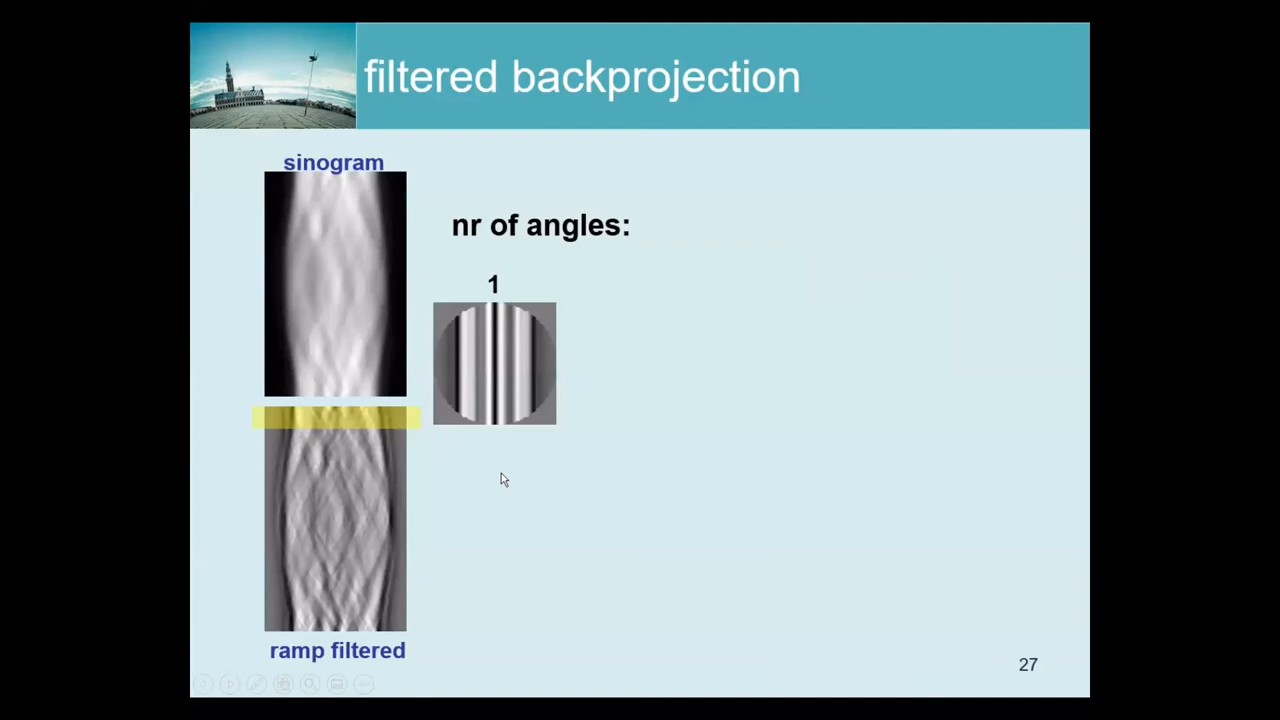 filtered backprojection
sinogram
nr of angles:
1
ramp filtered
27